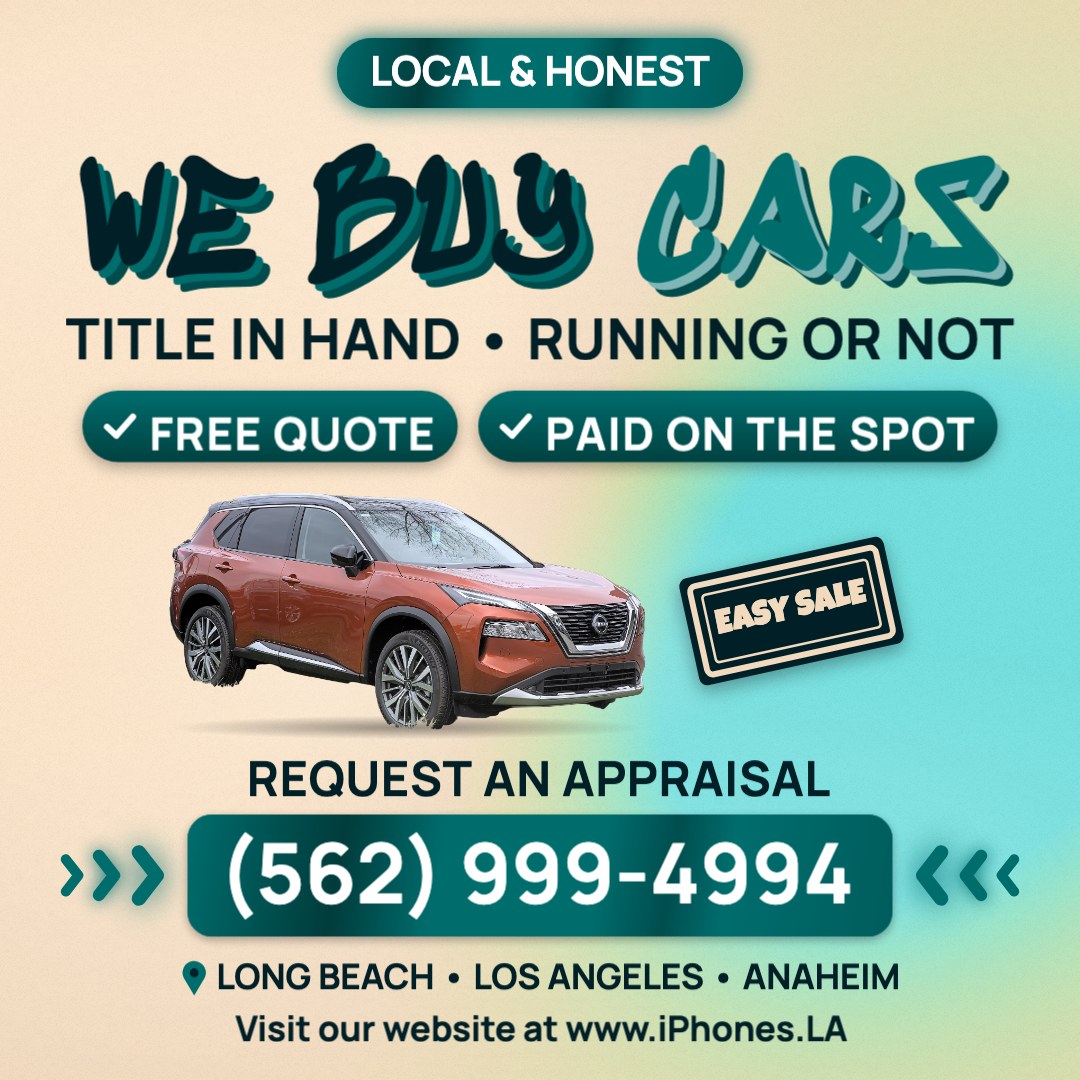 LOCAL & HONEST
WE BUY CARS
TITLE IN HAND • RUNNING OR NOT
✓ FREE QUOTE ✓ PAID ON THE SPOT
EASY SALE
REQUEST AN APPRAISAL
(562) 999-4994
LONG BEACH • LOS ANGELES • ANAHEIM
Visit our website at www.iPhones.LA